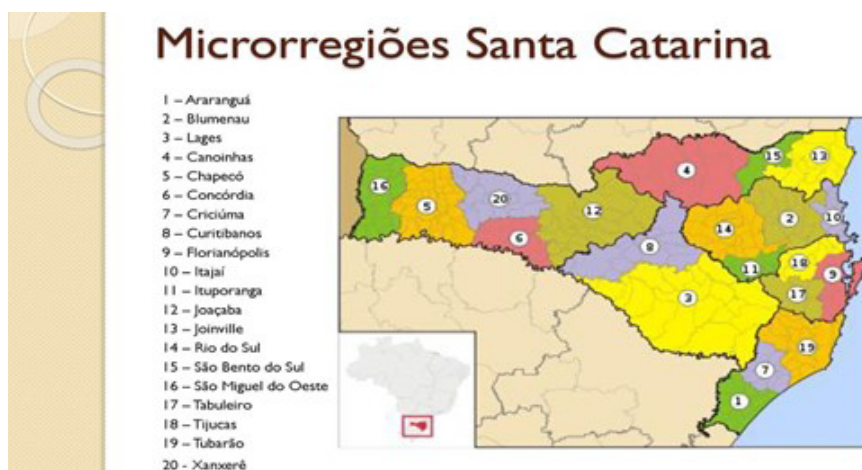 Microrregiões Santa Catarina
1 – Araranguá
2 – Blumenau
3 – Lages
4 – Canoinhas
5 – Chapecó
6 – Concórdia
7 – Criciúma
8 – Curitibanos
9 – Florianópolis
10 – Itajaí
11 – Ituporanga
12 – Joaçaba
13 – Joinville
14 – Rio do Sul
15 – São Bento do Sul
16 – São Miguel do Oeste
17 – Tabuleiro
18 – Tijucas
19 – Tubarão
20 - Xanxerê
15
13
4
16
20
5
12
2
10
14
6
8
18
11
9
17
3
19
7
1